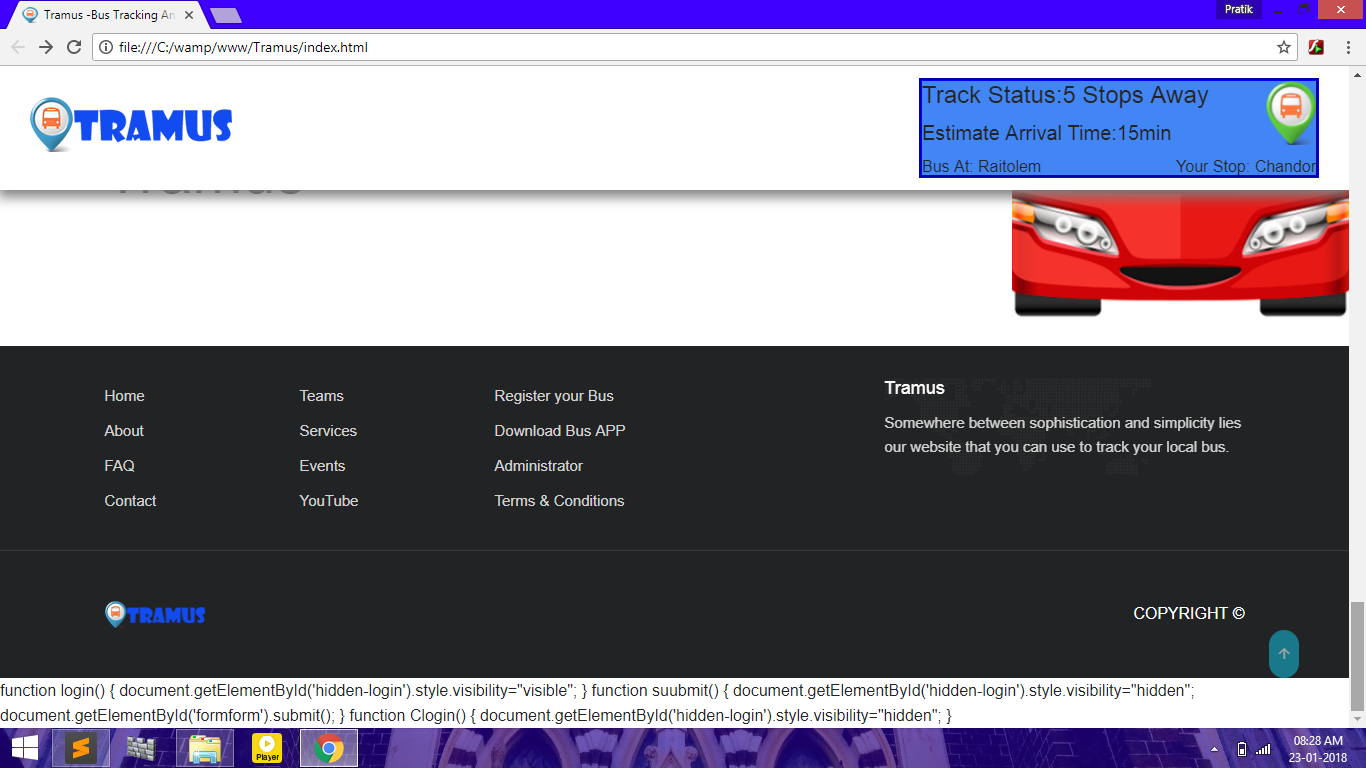 Tramus -Bus Tracking An
Pratik
file:///C:/wamp/www/Tramus/index.html
TRAMUS
Track Status:5 Stops Away
Estimate Arrival Time:15min
Bus At: Raitolem Your Stop: Chandor
Tramus
Home Teams Register your Bus
About Services Download Bus APP
FAQ Events Administrator
Contact YouTube Terms & Conditions
Tramus
Somewhere between sophistication and simplicity lies
our website that you can use to track your local bus.
TRAMUS
COPYRIGHT ©
function login() { document.getElementById('hidden-login').style.visibility="visible"; } function suubmit() { document.getElementById('hidden-login').style.visibility="hidden";
document.getElementById('formform').submit(); } function Clogin() { document.getElementById('hidden-login').style.visibility="hidden"; }
Player
08:28 AM
23-01-2018